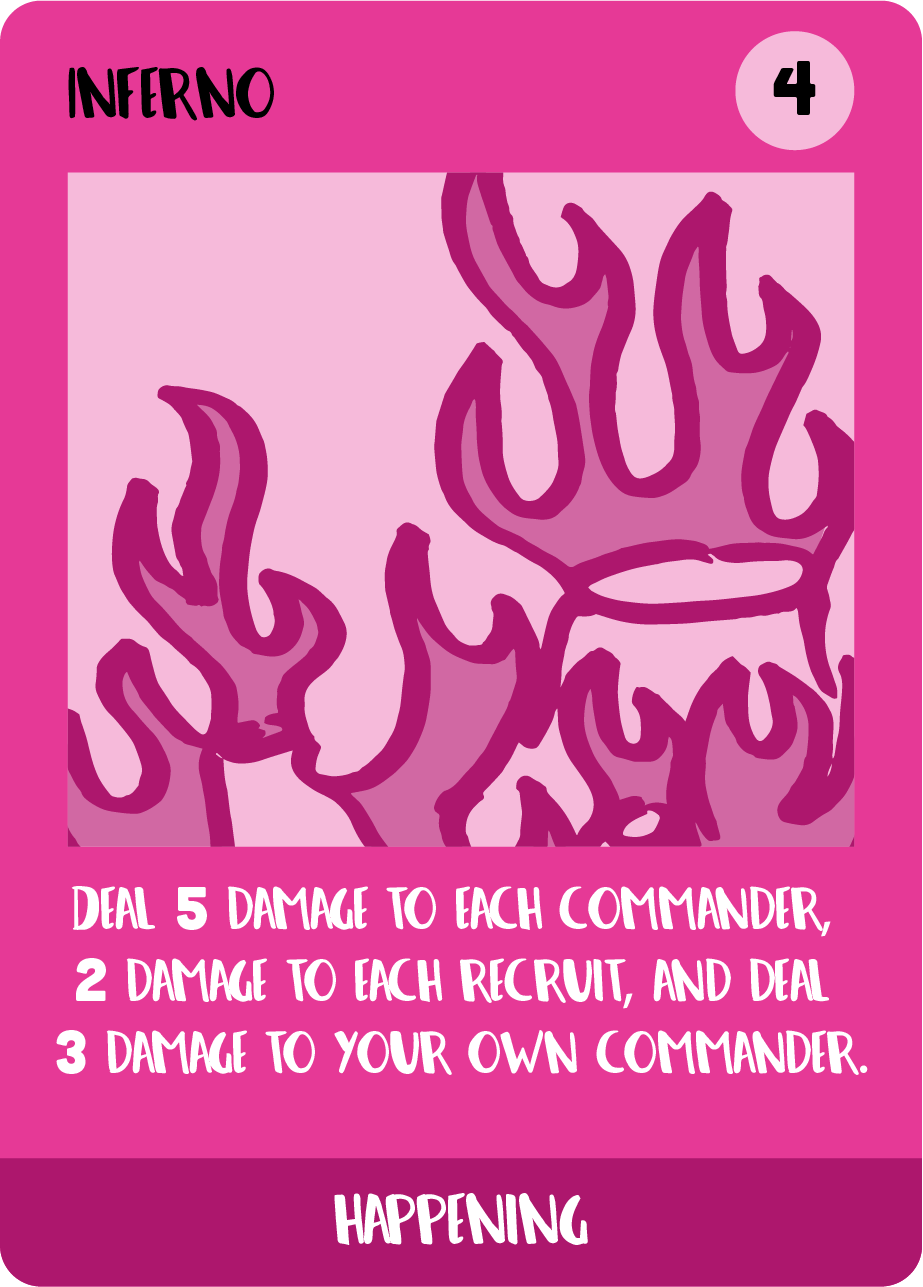 INFERNO
4
DEAL 5 DAMAGE TO EACH COMMANDER,
2 DAMAGE TO EACH RECRUIT, AND DEAL
3 DAMAGE TO YOUR OWN COMMANDER.
HAPPENING